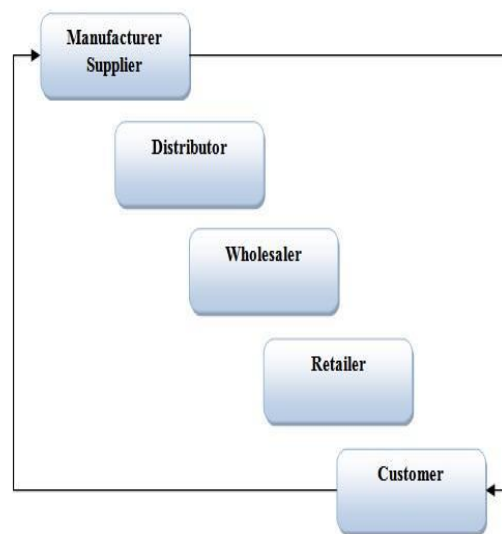 Manufacturer
Supplier
Distributor
Wholesaler
Retailer
Customer